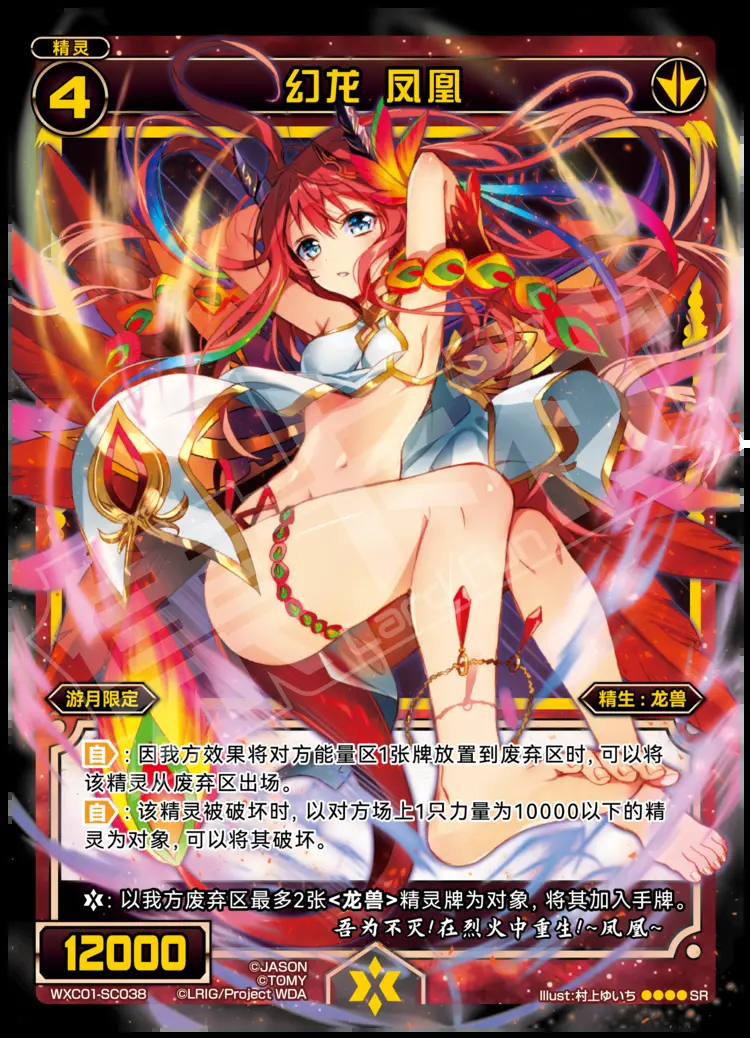 精灵
4
幻龙 凤凰
游月限定
精生:龙兽
自:因我方效果将对方能量区1张牌放置到废弃区时,可以将
该精灵从废弃区出场。
自:该精灵被破坏时,以对方场上1只力量为10000以下的精
灵为对象,可以将其破坏。
:以我方废弃区最多2张<龙兽>精灵牌为对象,将其加入手牌。
吾为不灭!在烈火中重生!~凤凰~
12000
©JASON
©TOMY
WXC01-SC038 ©LRIG/Project WDA
Illust:村上ゆいち ●●●● SR